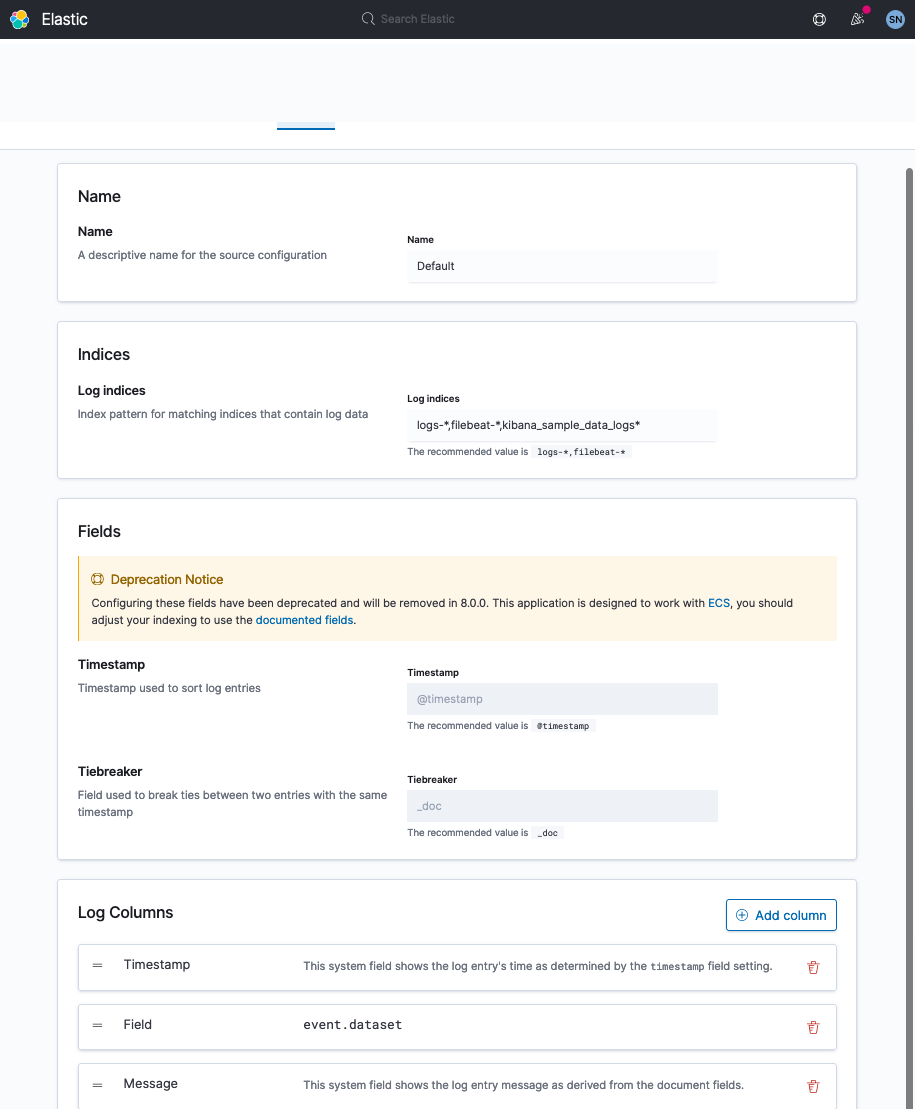 Elastic
Search Elastic
SN
Name
Name
A descriptive name for the source configuration
Name
Default
Indices
Log indices
Index pattern for matching indices that contain log data
Log indices
logs-*,filebeat-*,kibana_sample_data_logs*
The recommended value is logs-*,filebeat-*
Fields
Deprecation Notice
Configuring these fields have been deprecated and will be removed in 8.0.0. This application is designed to work with ECS, you should
adjust your indexing to use the documented fields.
Timestamp
Timestamp used to sort log entries
Timestamp
@timestamp
The recommended value is @timestamp
Tiebreaker
Field used to break ties between two entries with the same
timestamp
Tiebreaker
_doc
The recommended value is _doc
Log Columns
Add column
Timestamp
This system field shows the log entry's time as determined by the timestamp field setting.
Field
event.dataset
Message
This system field shows the log entry message as derived from the document fields.